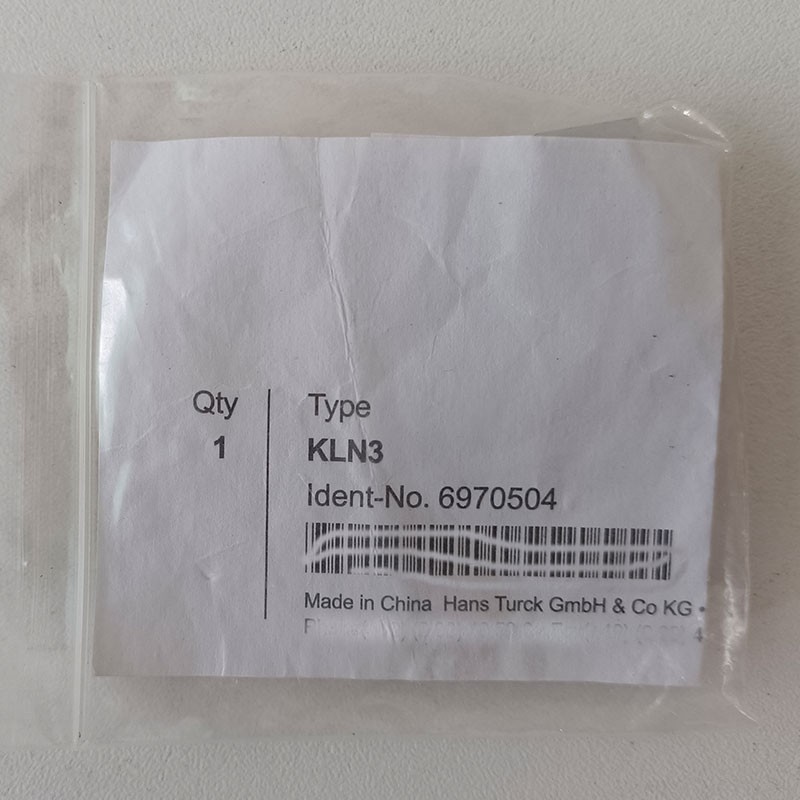 Qty Type
1 KLN3
Ident-No. 6970504
Made in China Hans Turck GmbH & Co KG •